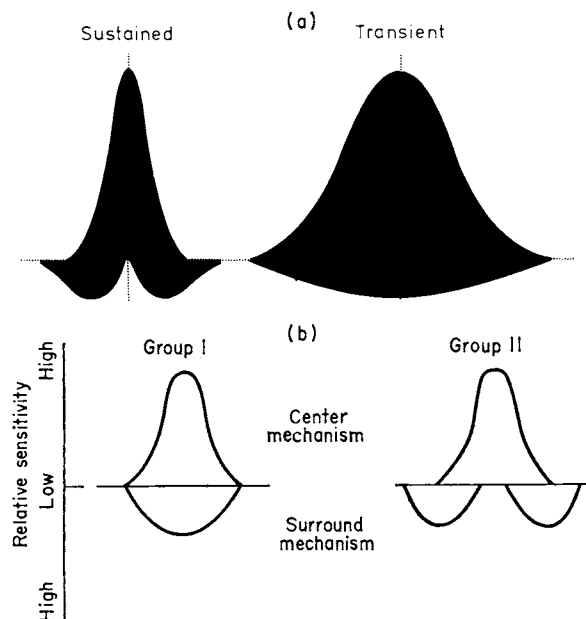 (a)
Sustained Transient
(b)
Group I Group II
High
Center
mechanism
Relative sensitivity
Low
Surround
mechanism
High